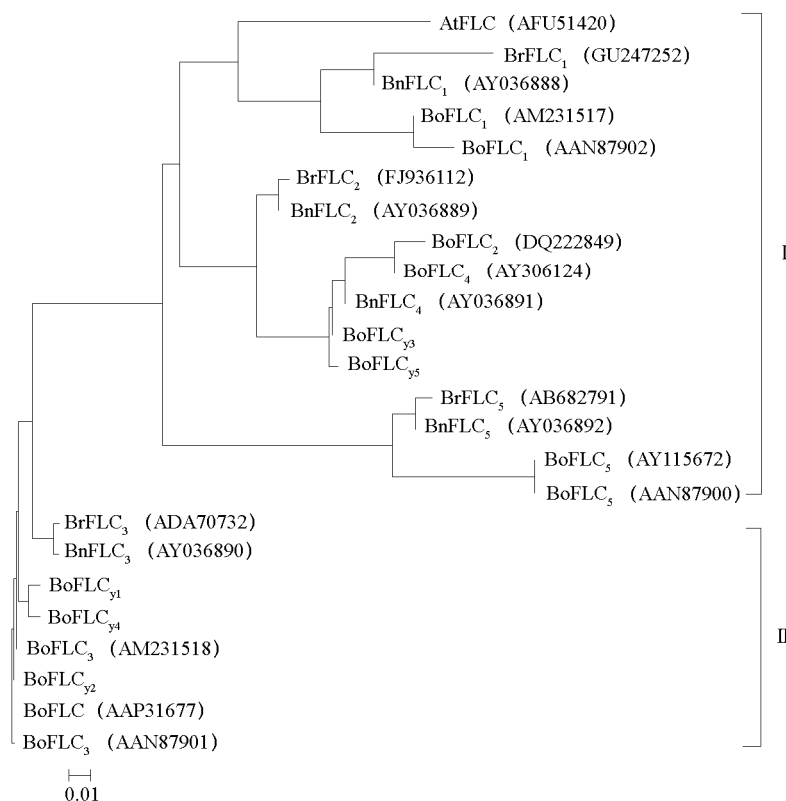 AtFLC (AFU51420)
BrFLC₁ (GU247252)
BnFLC₁ (AY036888)
BoFLC₁ (AM231517)
BoFLC₁ (AAN87902)
BrFLC₂ (FJ936112)
BnFLC₂ (AY036889)
BoFLC₂ (DQ222849)
I
BoFLC₄ (AY306124)
BnFLC₄ (AY036891)
BoFLCy3
BoFLCy5
BrFLC₅ (AB682791)
BnFLC₅ (AY036892)
BoFLC₅ (AY115672)
BoFLC₅ (AAN87900)
BrFLC₃ (ADA70732)
BnFLC₃ (AY036890)
BoFLCy1
BoFLCy4
II
BoFLC₃ (AM231518)
BoFLCy2
BoFLC (AAP31677)
BoFLC₃ (AAN87901)
0.01